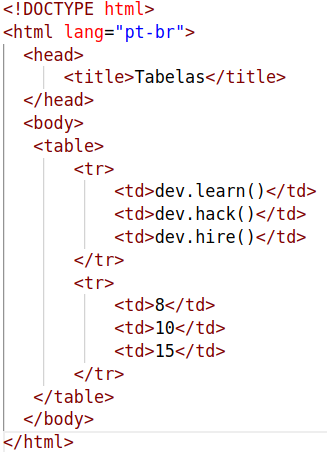 <!DOCTYPE html>
<html lang="pt-br">
<head>
<title>Tabelas</title>
</head>
<body>
<table>
<tr>
<td>dev.learn()</td>
<td>dev.hack()</td>
<td>dev.hire()</td>
</tr>
<tr>
<td>8</td>
<td>10</td>
<td>15</td>
</tr>
</table>
</body>
</html>